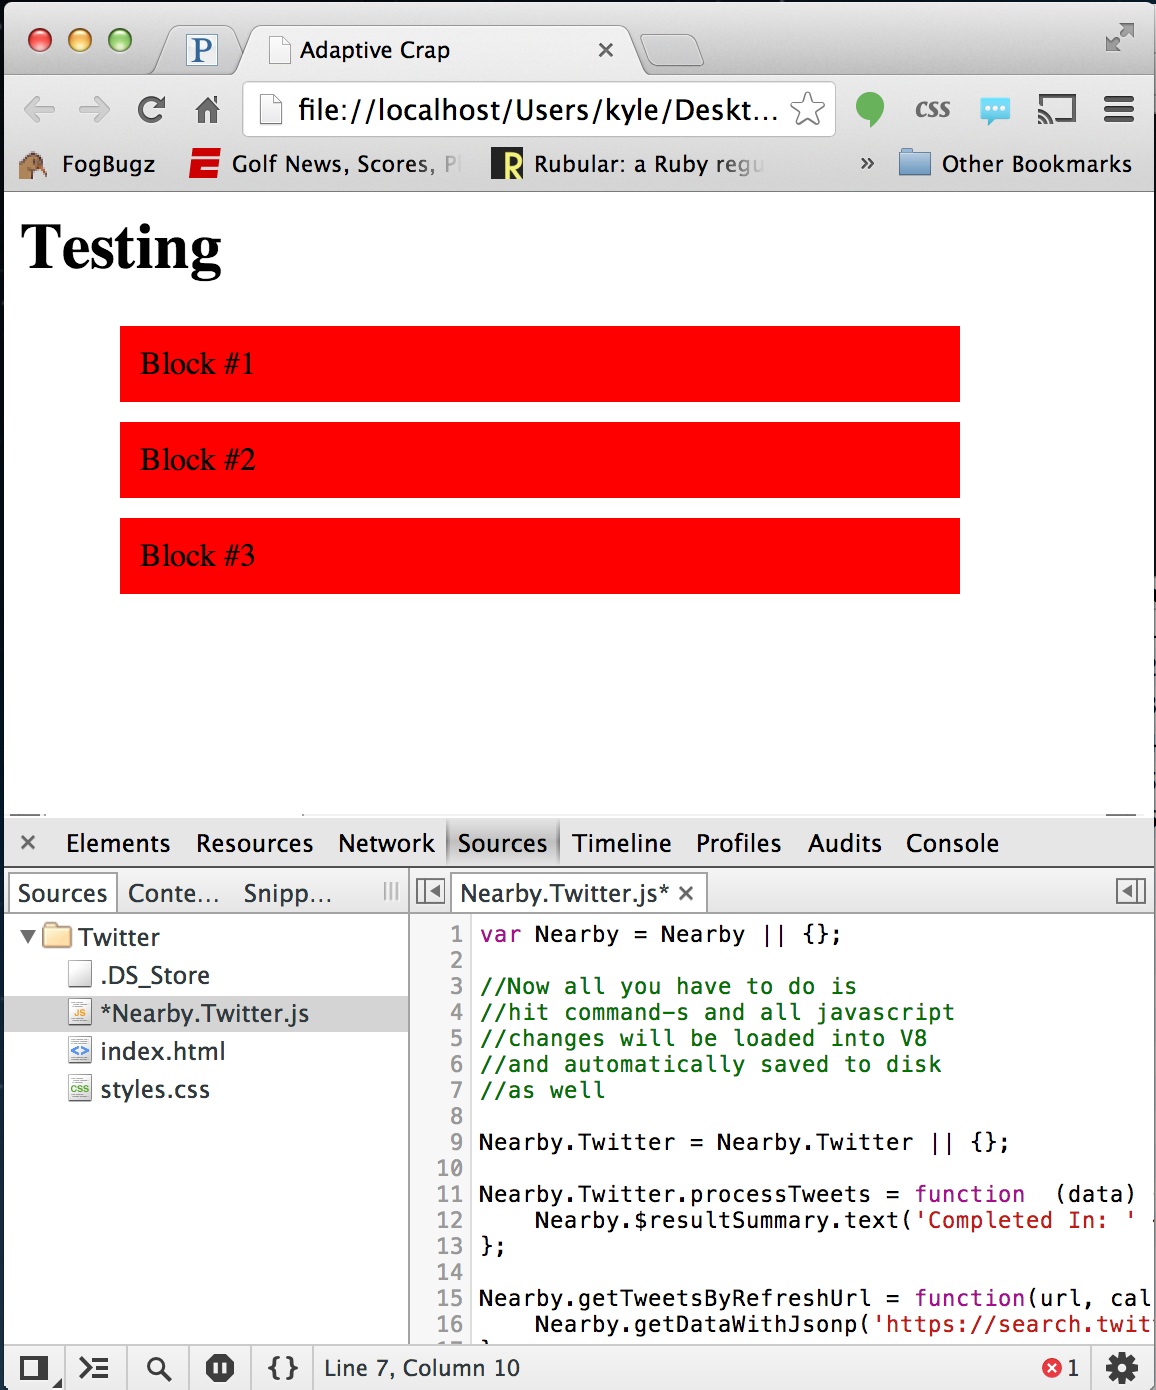 P
Adaptive Crap
file://localhost/Users/kyle/Deskt...
css
FogBugz
Golf News, Scores, P
Rubular: a Ruby regu
»
Other Bookmarks
Testing
Block #1
Block #2
Block #3
Elements Resources Network Sources Timeline Profiles Audits Console
Sources Conte... Snipp...
Nearby.Twitter.js*
Twitter
.DS_Store
*Nearby.Twitter.js
index.html
styles.css
1 var Nearby = Nearby || {};
2
3 //Now all you have to do is
4 //hit command-s and all javascript
5 //changes will be loaded into V8
6 //and automatically saved to disk
7 //as well
8
9 Nearby.Twitter = Nearby.Twitter || {};
10
11 Nearby.Twitter.processTweets = function  (data)
12     Nearby.$resultSummary.text('Completed In: '
13 };
14
15 Nearby.getTweetsByRefreshUrl = function(url, cal
16     Nearby.getDataWithJsonp('https://search.twit
{} Line 7, Column 10
1